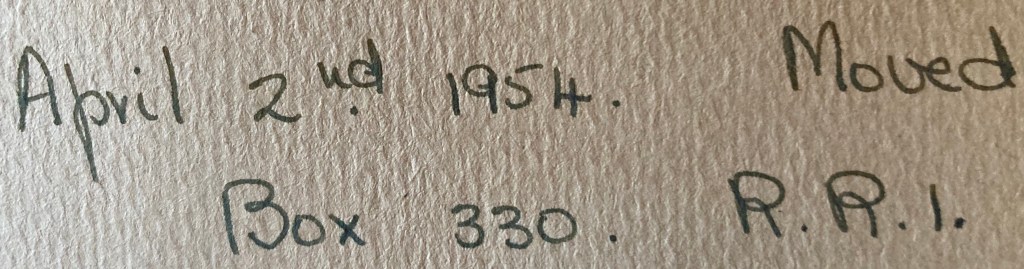 April 2nd 1954. Moved
Box 330. R.R.1.